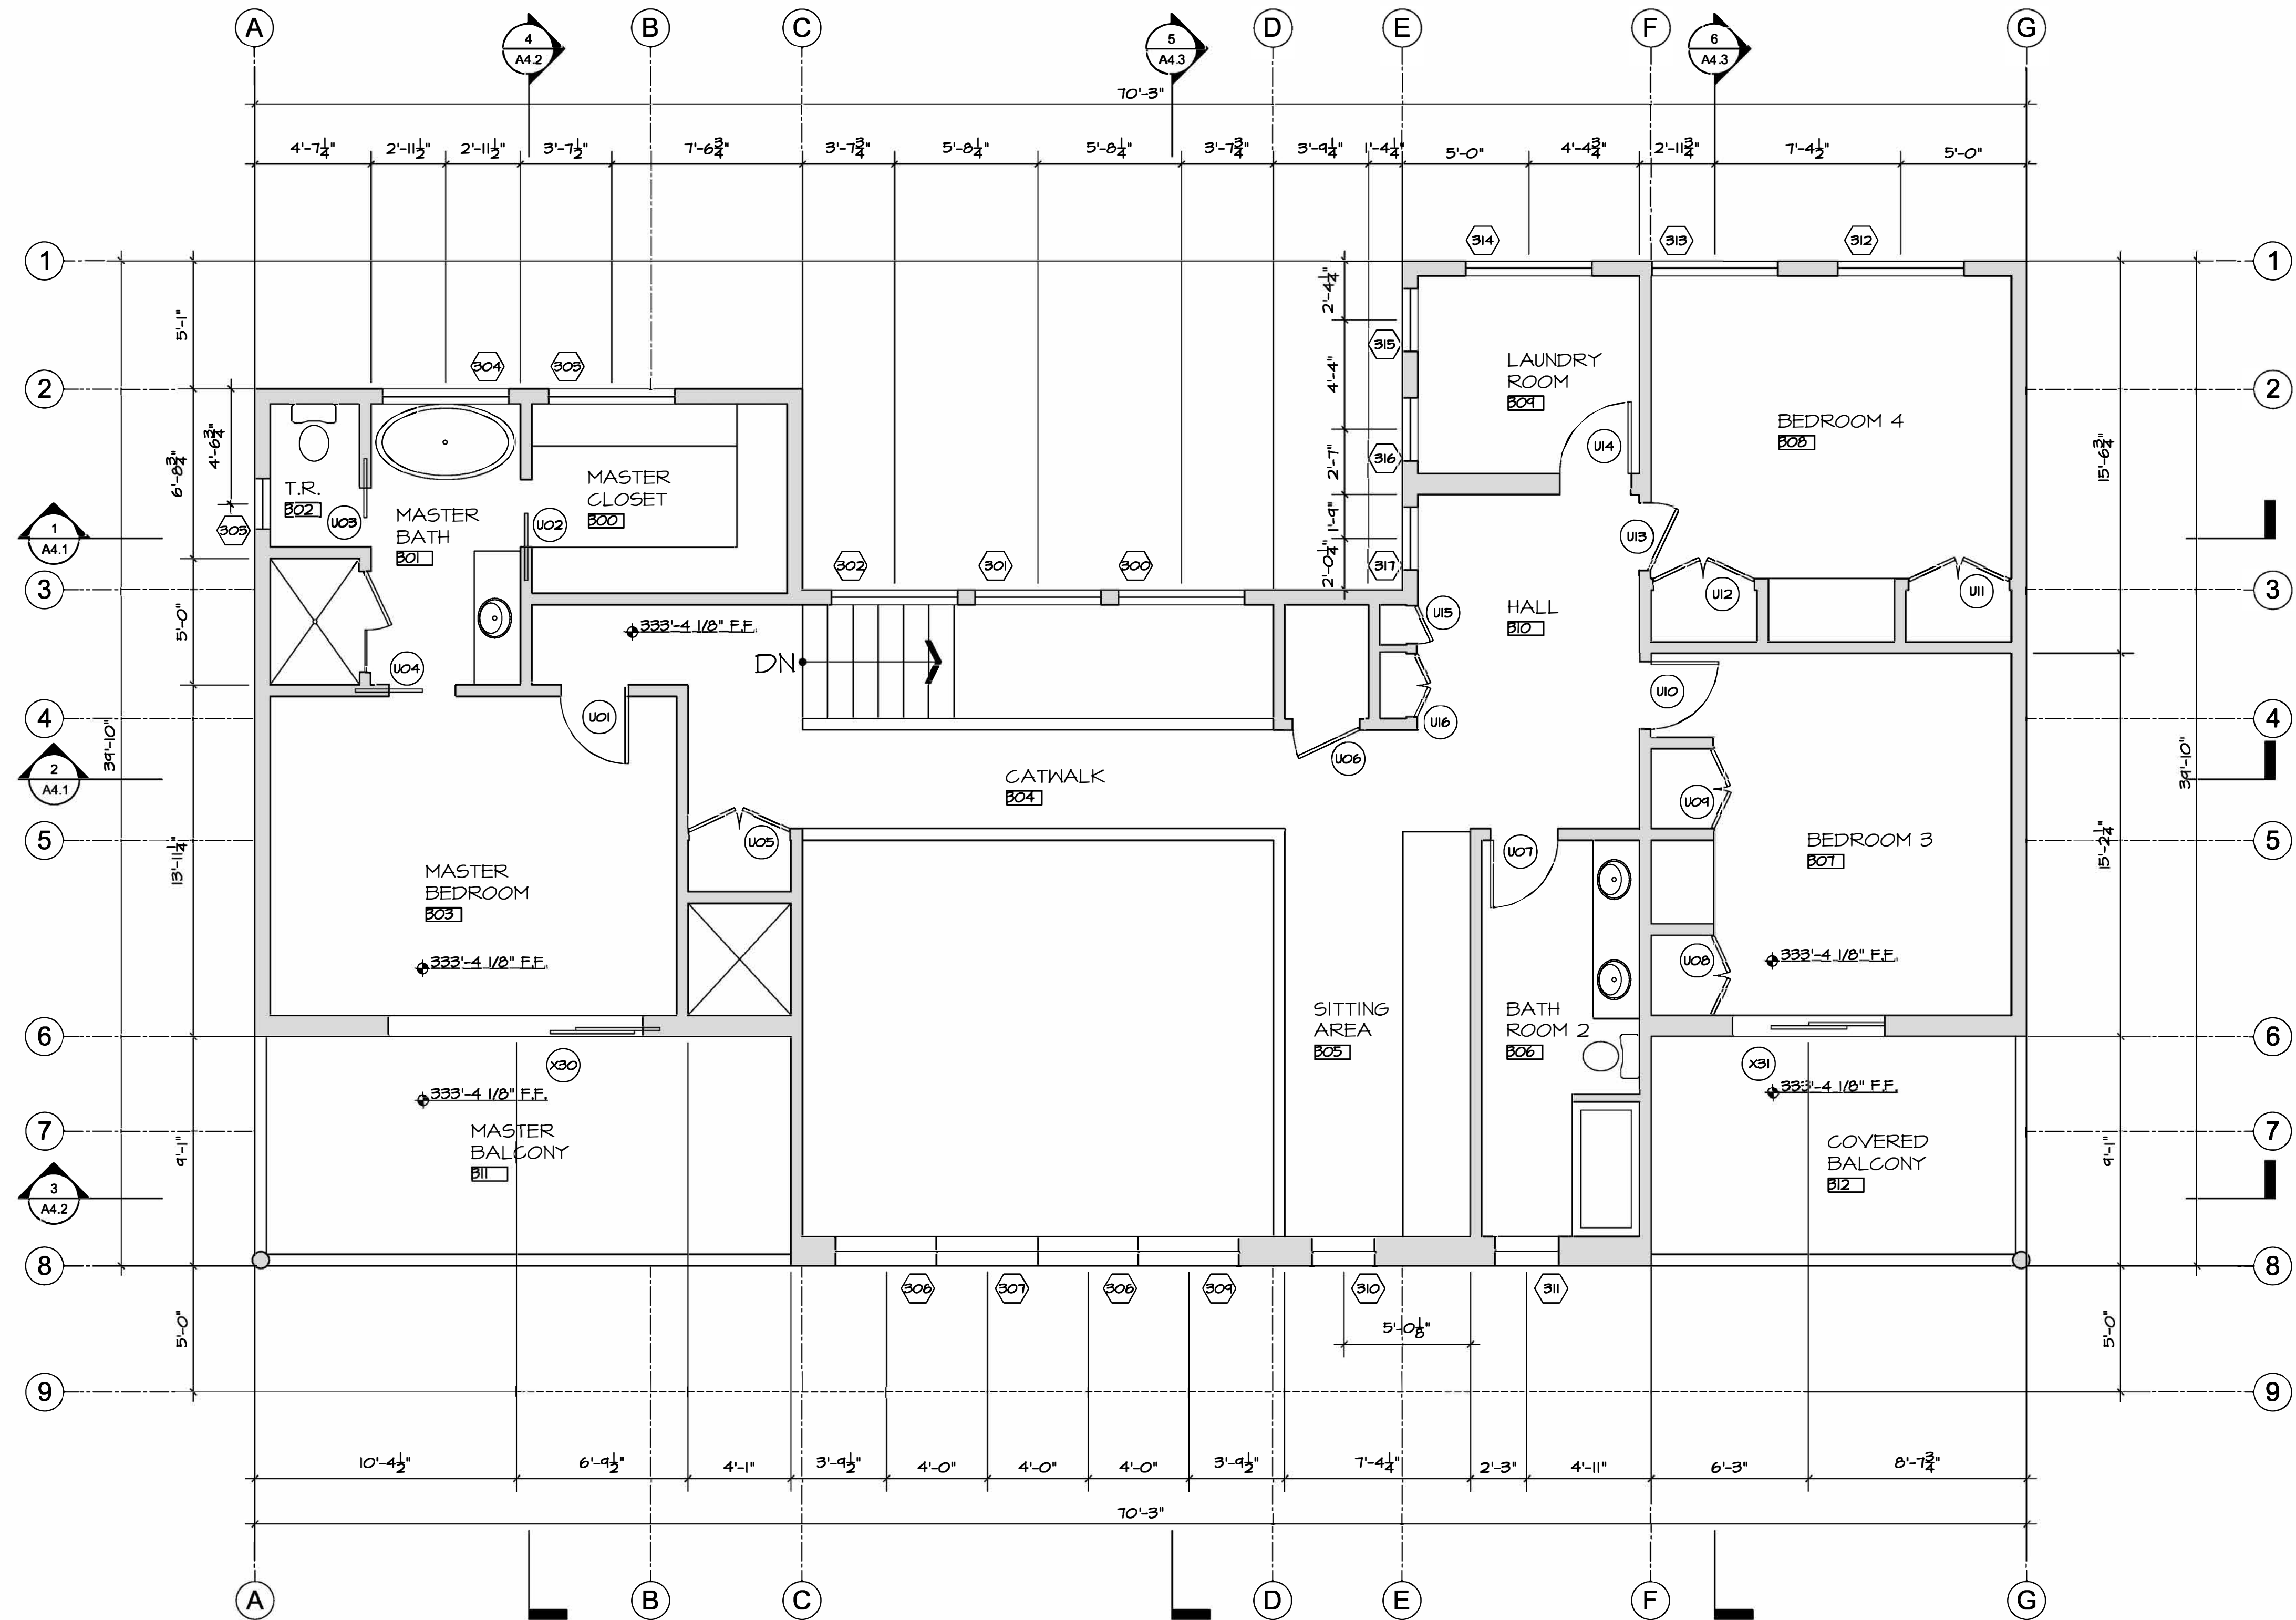 A B C D E F G
4 A4.2
5 A4.3
6 A4.3
70'-3"
4'-7¼" 2'-11½" 2'-11½" 3'-7½" 7'-6¾" 3'-7¾" 5'-8¼" 5'-8¼" 3'-7¾" 3'-9¼" 1'-4¼" 5'-0" 4'-4¾" 2'-11¾" 7'-4½" 5'-0"
314 313 312
1 1
2'-4¼"
5'-1"
315
4'-4"
304 303
LAUNDRY
ROOM
309
2 2
BEDROOM 4
308
4'-6¾"
6'-8¾"
U14
316
2'-7"
15'-6¾"
MASTER
CLOSET
300
T.R.
302
U03
MASTER
BATH
301
U02
303
1
A4.1
1'-9"
U13
302 301 300 317
2'-0¼"
3 3
U12 U11
HALL
310
U15
5'-0"
333'-4 1/8" F.F.
DN
U04
U10
4 4
U01
U16
39'-10"
39'-10"
U06
2
A4.1
CATWALK
304
U09
5 5
U05
U07
BEDROOM 3
307
13'-11¼"
15'-2¼"
MASTER
BEDROOM
303
333'-4 1/8" F.F.
U08
333'-4 1/8" F.F.
SITTING
AREA
305
BATH
ROOM 2
306
6 6
X30
X31
333'-4 1/8" F.F.
333'-4 1/8" F.F.
7 7
MASTER
BALCONY
311
COVERED
BALCONY
312
9'-1"
9'-1"
3
A4.2
8 8
306 307 306 309 310 311
5'-0"
5'-0⅛"
5'-0"
9 9
10'-4½" 6'-9½" 4'-1" 3'-9½" 4'-0" 4'-0" 4'-0" 3'-9½" 7'-4¼" 2'-3" 4'-11" 6'-3" 8'-7¾"
70'-3"
A B C D E F G